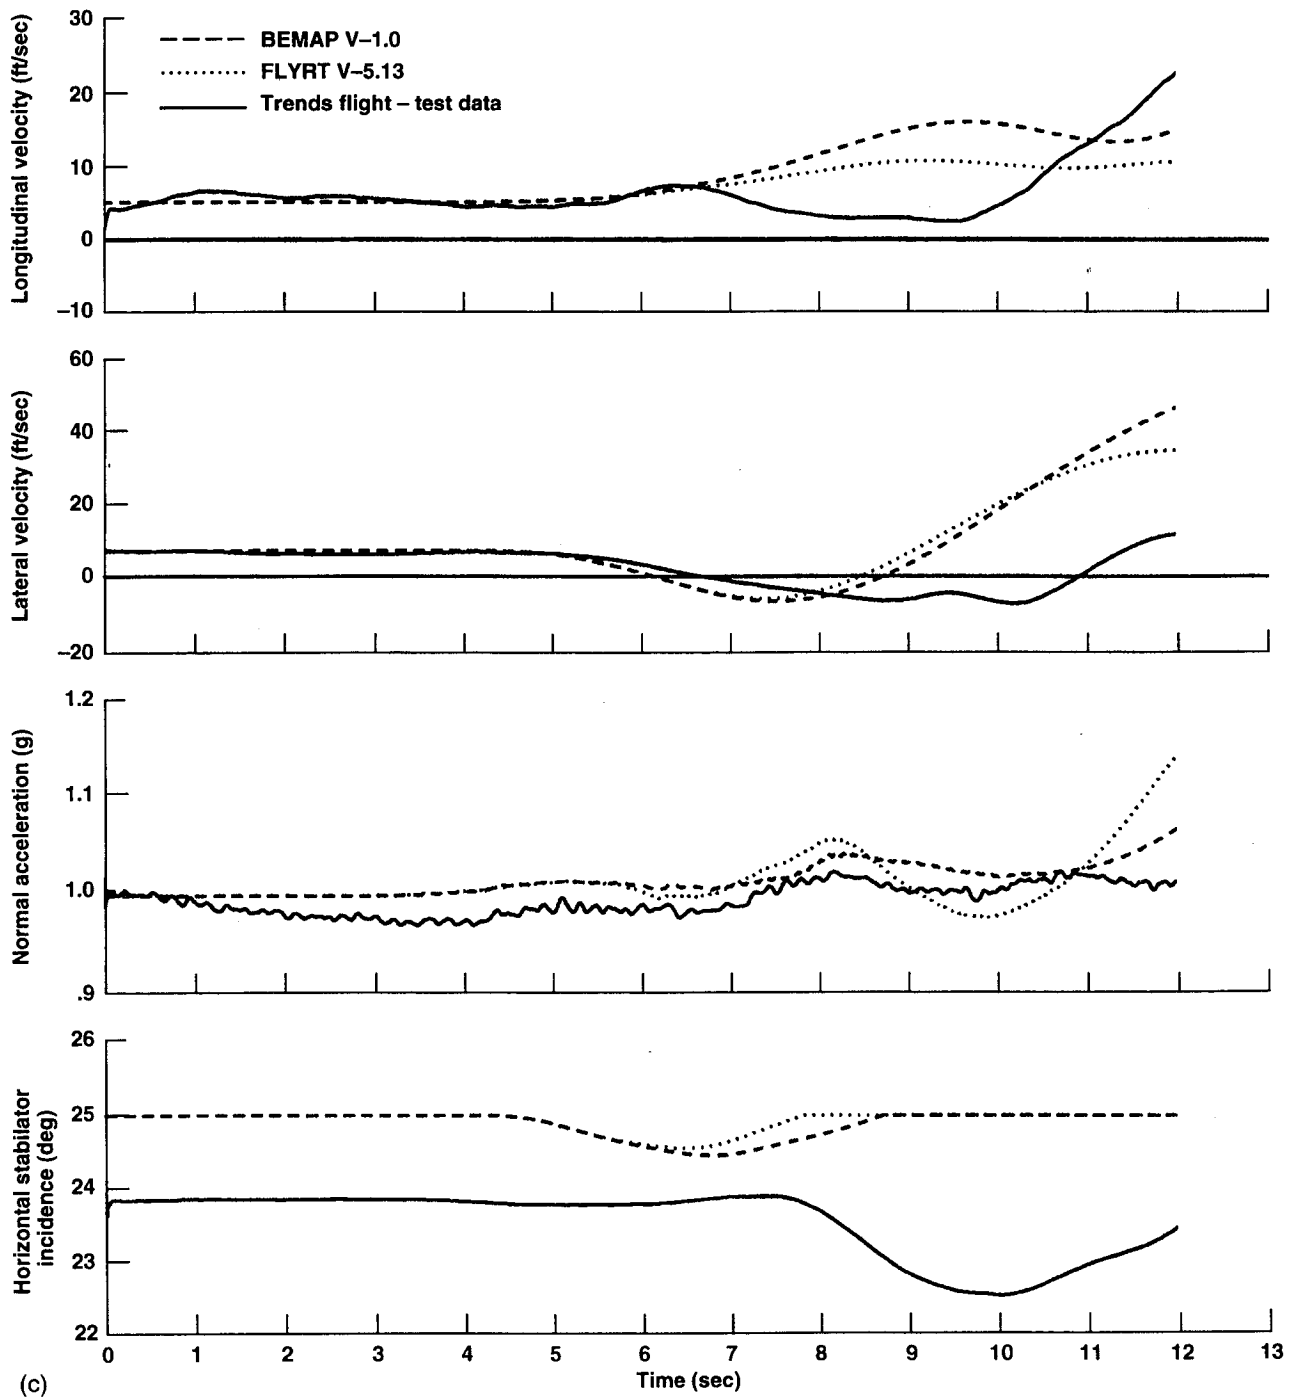 30
BEMAP V–1.0
FLYRT V–5.13
Trends flight – test data
20
10
0
–10
Longitudinal velocity (ft/sec)
60
40
20
0
–20
Lateral velocity (ft/sec)
1.2
1.1
1.0
.9
Normal acceleration (g)
26
25
24
23
22
Horizontal stabilator
incidence (deg)
0 1 2 3 4 5 6 7 8 9 10 11 12 13
Time (sec)
(c)